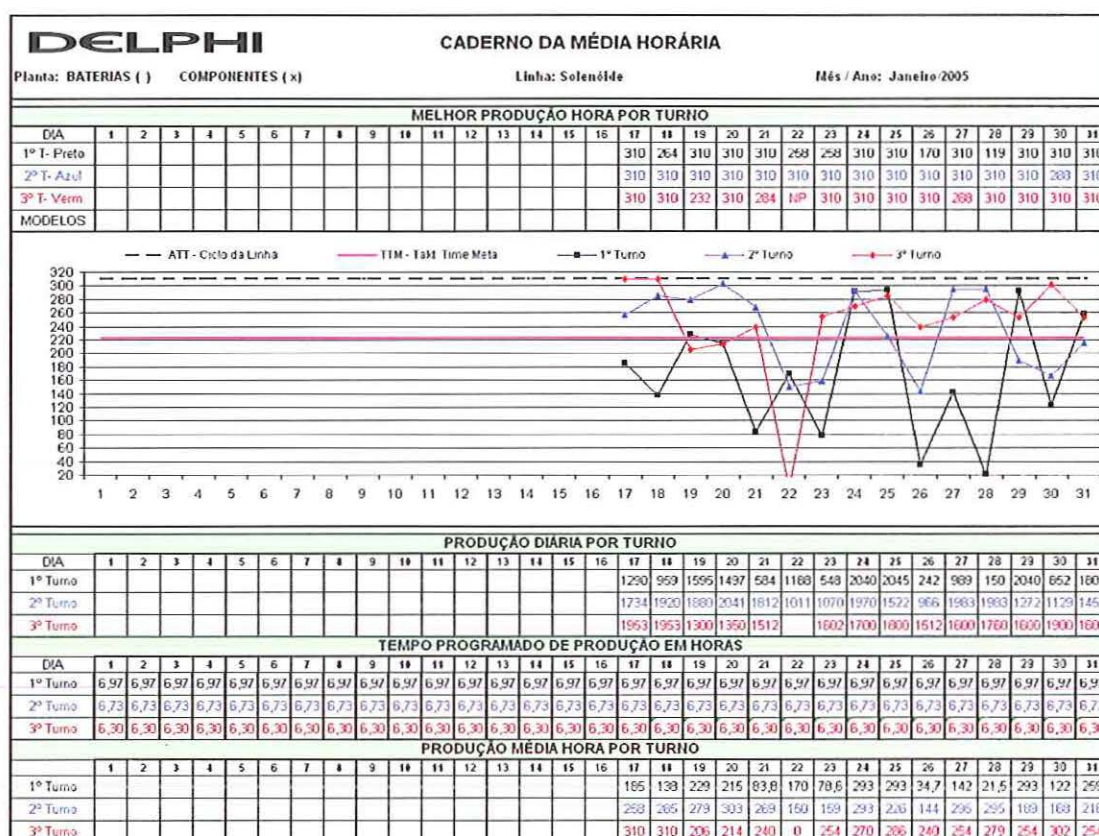 DELPHI
CADERNO DA MÉDIA HORÁRIA
Planta: BATERIAS ( ) COMPONENTES ( x) Linha: Solenóide Mês / Ano: Janeiro/2005
MELHOR PRODUÇÃO HORA POR TURNO
DIA 1 2 3 4 5 6 7 8 9 10 11 12 13 14 15 16 17 18 19 20 21 22 23 24 25 26 27 28 29 30 31
1º T- Preto 310 264 310 310 310 258 258 310 310 170 310 119 310 310 310
2º T- Azul 310 310 310 310 310 310 310 310 310 310 310 310 310 288 310
3º T- Verm 310 310 232 310 284 NP 310 310 310 310 288 310 310 310 310
MODELOS
ATT - Ciclo da Linha TTM - TaM Time Meta 1º Turno 2º Turno 3º Turno
320
300
280
260
240
220
200
180
160
140
120
100
80
60
40
20
1 2 3 4 5 6 7 8 9 10 11 12 13 14 15 16 17 18 19 20 21 22 23 24 25 26 27 28 29 30 31
PRODUÇÃO DIÁRIA POR TURNO
DIA 1 2 3 4 5 6 7 8 9 10 11 12 13 14 15 16 17 18 19 20 21 22 23 24 25 26 27 28 29 30 31
1º Turno 1290 959 1595 1497 584 1188 548 2040 2045 242 989 150 2040 852 180
2º Turno 1734 1920 1880 2041 1812 1011 1070 1970 1522 966 1983 1983 1272 1129 145
3º Turno 1953 1953 1300 1350 1512 1602 1700 1800 1512 1600 1760 1600 1900 160
TEMPO PROGRAMADO DE PRODUÇÃO EM HORAS
DIA 1 2 3 4 5 6 7 8 9 10 11 12 13 14 15 16 17 18 19 20 21 22 23 24 25 26 27 28 29 30 31
1º Turno 6,97 6,97 6,97 6,97 6,97 6,97 6,97 6,97 6,97 6,97 6,97 6,97 6,97 6,97 6,97 6,97 6,97 6,97 6,97 6,97 6,97 6,97 6,97 6,97 6,97 6,97 6,97 6,97 6,97 6,97 6,9
2º Turno 6,73 6,73 6,73 6,73 6,73 6,73 6,73 6,73 6,73 6,73 6,73 6,73 6,73 6,73 6,73 6,73 6,73 6,73 6,73 6,73 6,73 6,73 6,73 6,73 6,73 6,73 6,73 6,73 6,73 6,73 6,7
3º Turno 6,30 6,30 6,30 6,30 6,30 6,30 6,30 6,30 6,30 6,30 6,30 6,30 6,30 6,30 6,30 6,30 6,30 6,30 6,30 6,30 6,30 6,30 6,30 6,30 6,30 6,30 6,30 6,30 6,30 6,30 6,3
PRODUÇÃO MÉDIA HORA POR TURNO
1 2 3 4 5 6 7 8 9 10 11 12 13 14 15 16 17 18 19 20 21 22 23 24 25 26 27 28 29 30 31
1º Turno 185 138 229 215 83,8 170 78,6 293 293 34,7 142 21,5 293 122 259
2º Turno 258 285 279 303 269 150 159 293 226 144 295 295 189 168 218
3º Turno 310 310 206 214 240 0 254 270 286 240 254 279 254 302 254